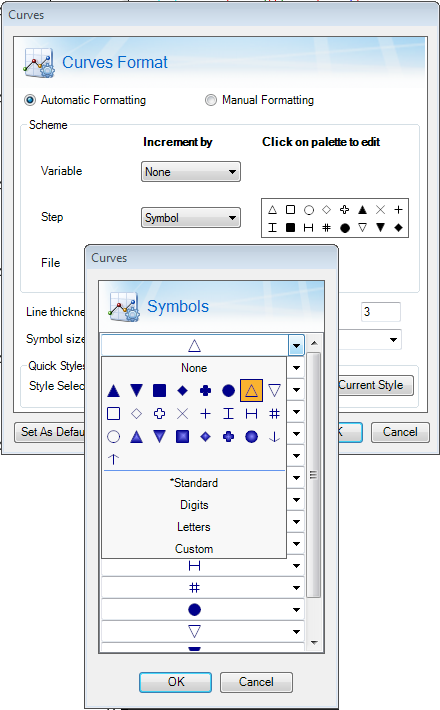 Curves
Curves Format
Automatic Formatting
Manual Formatting
Scheme
Increment by
Click on palette to edit
Variable
None
Step
Symbol
File
Line thickne
3
Symbol size
Quick Styles
Style Selec
Current Style
Set As Defau
K
Cancel
Curves
Symbols
None
*Standard
Digits
Letters
Custom
OK
Cancel